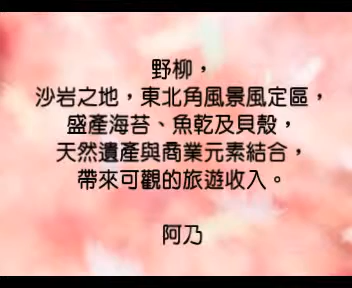 野柳，
沙岩之地，東北角風景風定區，
盛產海苔、魚乾及貝殼，
天然遺產與商業元素結合，
帶來可觀的旅遊收入。
阿乃